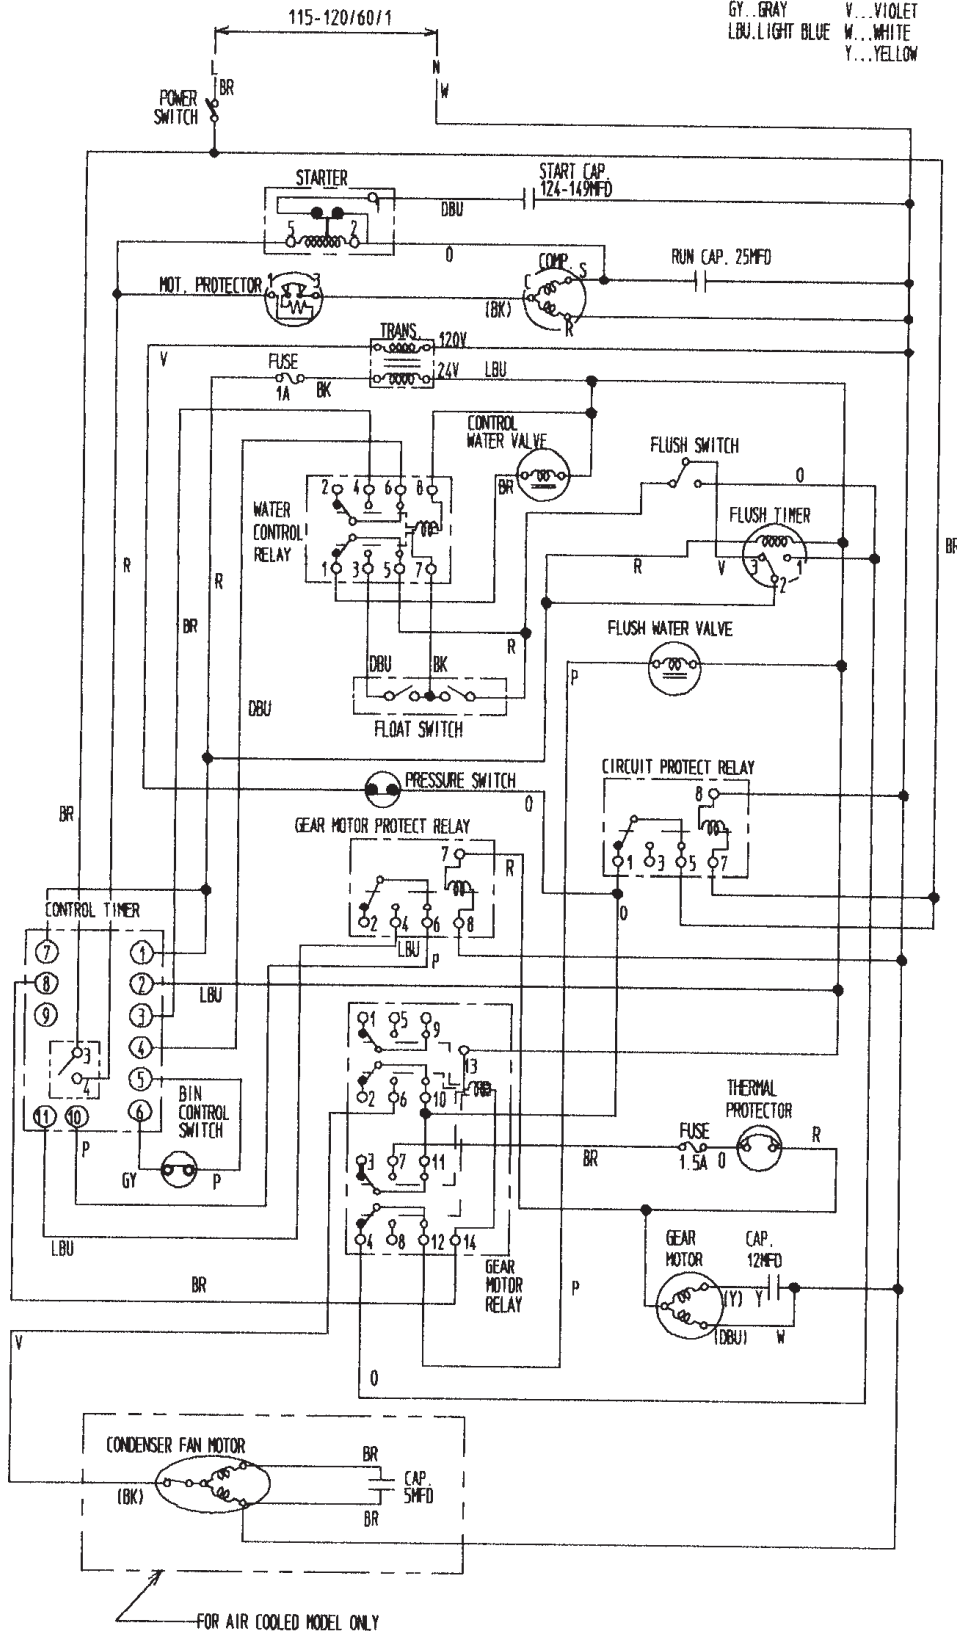 115-120/60/1
GY..GRAY V...VIOLET
LBU.LIGHT BLUE W...WHITE
Y...YELLOW
L
N
BR
W
POWER
SWITCH
STARTER
START CAP.
124-149MFD
DBU
5
2
O
MOT. PROTECTOR
1
3
COMP.
C
S
R
(BK)
RUN CAP. 25MFD
TRANS.
120V
V
FUSE
1A
BK
24V
LBU
CONTROL
WATER VALVE
BR
FLUSH SWITCH
O
WATER
CONTROL
RELAY
2 4 6 8
1 3 5 7
FLUSH TIMER
3
1
2
R
V
BR
R
R
BR
R
DBU
BK
FLUSH WATER VALVE
P
DBU
FLOAT SWITCH
PRESSURE SWITCH
O
CIRCUIT PROTECT RELAY
8
1 3 5 7
BR
GEAR MOTOR PROTECT RELAY
7
R
2 4 6 8
O
LBU
P
CONTROL TIMER
7
1
8
2
LBU
9
3
3
4
4
5
11
10
6
BIN
CONTROL
SWITCH
P
GY
P
LBU
BR
1 5 9
13
2 6 10
3 7 11
4 8 12 14
GEAR
MOTOR
RELAY
BR
FUSE
1.5A
O
THERMAL
PROTECTOR
R
GEAR
MOTOR
CAP.
12MFD
(Y)
Y
(DBU)
W
P
V
O
CONDENSER FAN MOTOR
(BK)
BR
CAP.
5MFD
BR
FOR AIR COOLED MODEL ONLY